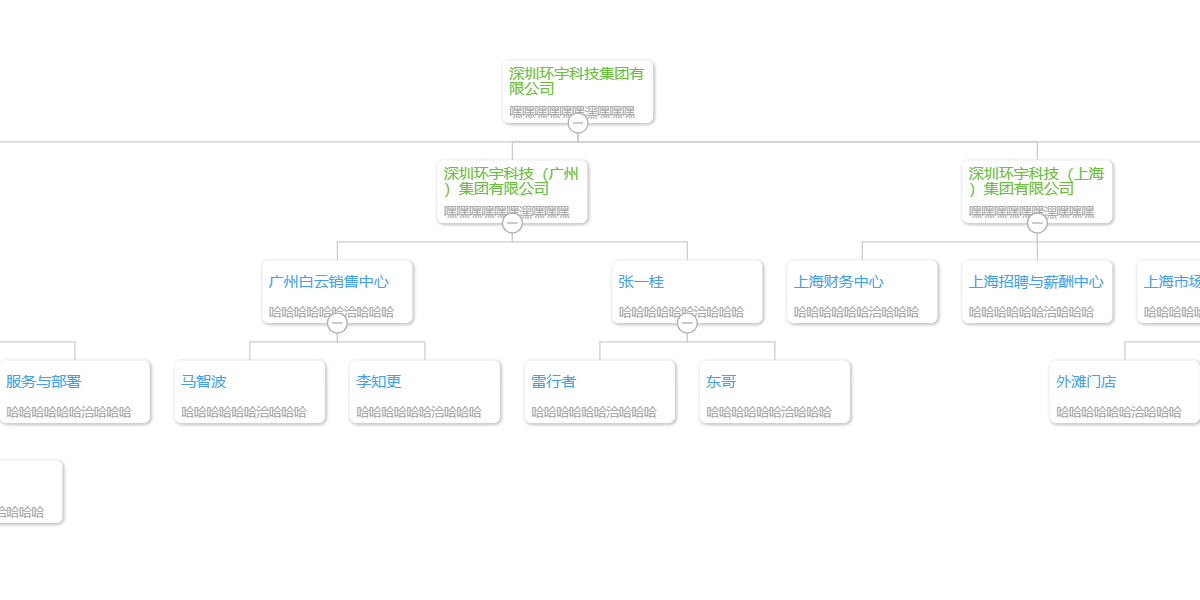 深圳环宇科技集团有
限公司
嘿嘿嘿嘿嘿嘿潶嘿嘿嘿
深圳环宇科技（广州
）集团有限公司
嘿嘿嘿嘿嘿嘿潶嘿嘿嘿
深圳环宇科技（上海
）集团有限公司
嘿嘿嘿嘿嘿嘿潶嘿嘿嘿
广州白云销售中心
哈哈哈哈哈哈洽哈哈哈
张一桂
哈哈哈哈哈哈洽哈哈哈
上海财务中心
哈哈哈哈哈哈洽哈哈哈
上海招聘与薪酬中心
哈哈哈哈哈哈洽哈哈哈
上海市场
哈哈哈哈
服务与部署
哈哈哈哈哈哈洽哈哈哈
马智波
哈哈哈哈哈哈洽哈哈哈
李知更
哈哈哈哈哈哈洽哈哈哈
雷行者
哈哈哈哈哈哈洽哈哈哈
东哥
哈哈哈哈哈哈洽哈哈哈
外滩门店
哈哈哈哈哈哈洽哈哈哈
哈哈哈